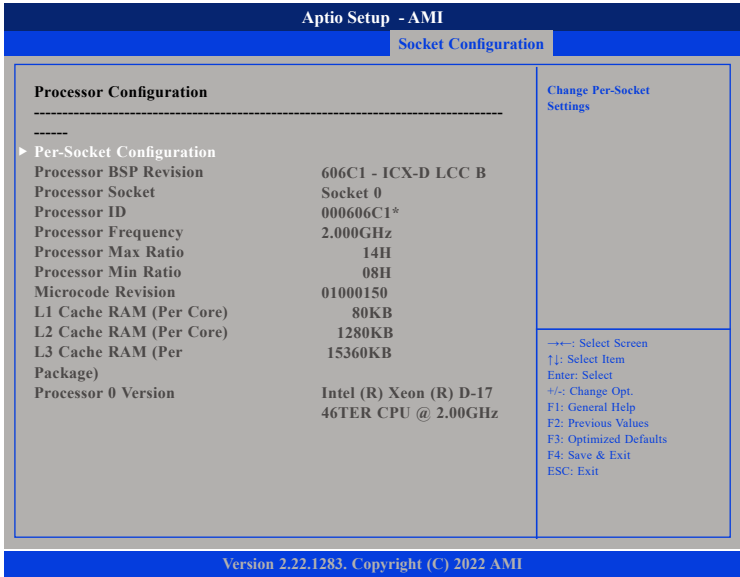 Aptio Setup - AMI
Socket Configuration
Processor Configuration
-----------------------------------------------------------------------------------
------
► Per-Socket Configuration
Processor BSP Revision 606C1 - ICX-D LCC B
Processor Socket Socket 0
Processor ID 000606C1*
Processor Frequency 2.000GHz
Processor Max Ratio 14H
Processor Min Ratio 08H
Microcode Revision 01000150
L1 Cache RAM (Per Core) 80KB
L2 Cache RAM (Per Core) 1280KB
L3 Cache RAM (Per 15360KB
Package)
Processor 0 Version Intel (R) Xeon (R) D-17
46TER CPU @ 2.00GHz
Change Per-Socket
Settings
→←: Select Screen
↑↓: Select Item
Enter: Select
+/-: Change Opt.
F1: General Help
F2: Previous Values
F3: Optimized Defaults
F4: Save & Exit
ESC: Exit
Version 2.22.1283. Copyright (C) 2022 AMI